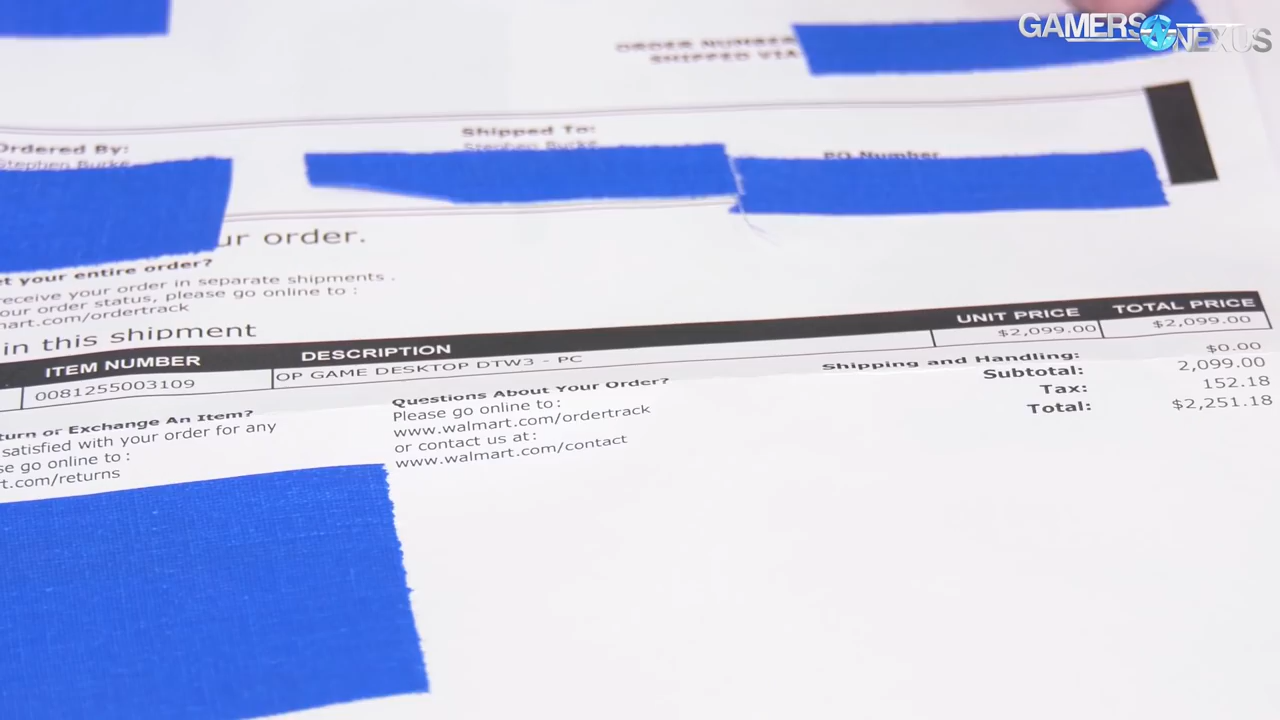 GAMERS NEXUS
ORDER NUMBER
SHIPPED VIA
Ordered By:
Stephen Burke
Shipped To:
Stephen Burke
PO Number
ur order.
et your entire order?
receive your order in separate shipments .
our order status, please go online to :
mart.com/ordertrack
in this shipment
ITEM NUMBER DESCRIPTION UNIT PRICE TOTAL PRICE
0081255003109 OP GAME DESKTOP DTW3 - PC $2,099.00 $2,099.00
Shipping and Handling: $0.00
Subtotal: 2,099.00
Tax: 152.18
Total: $2,251.18
turn or Exchange An Item?
satisfied with your order for any
se go online to :
rt.com/returns
Questions About Your Order?
Please go online to:
www.walmart.com/ordertrack
or contact us at:
www.walmart.com/contact